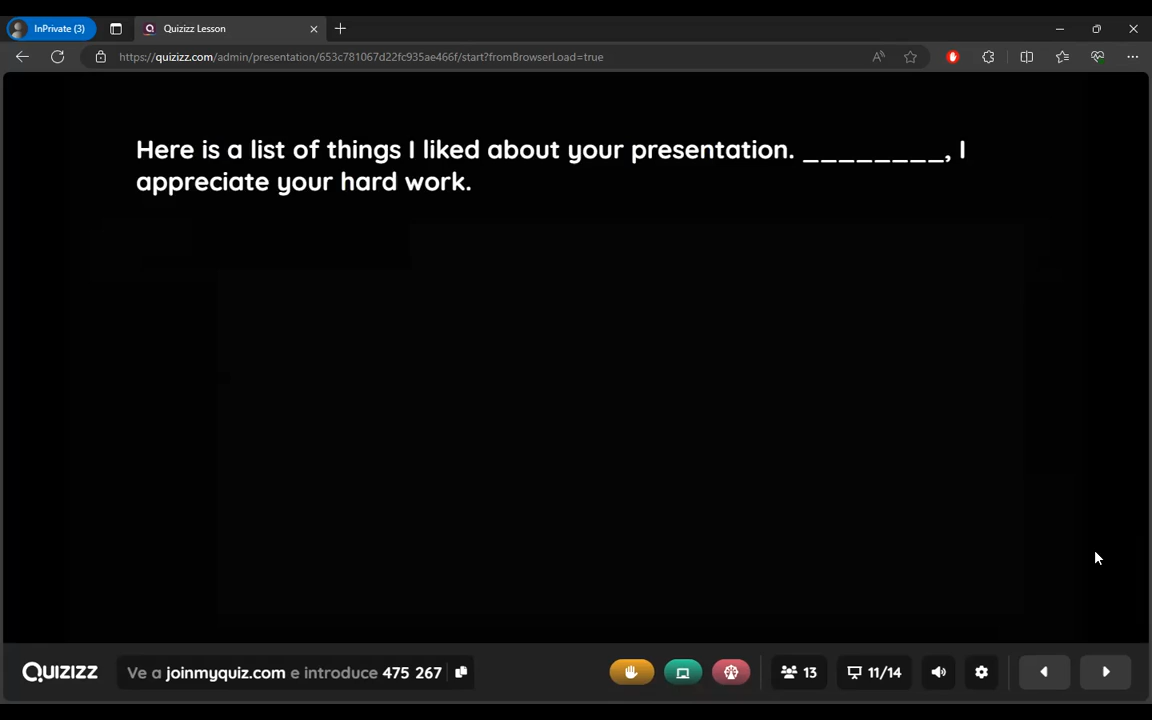 InPrivate (3)
Quizizz Lesson
https://quizizz.com/admin/presentation/653c781067d22fc935ae466f/start?fromBrowserLoad=true
Here is a list of things I liked about your presentation. ________, I
appreciate your hard work.
QUIZIZZ
Ve a joinmyquiz.com e introduce 475 267
13
11/14